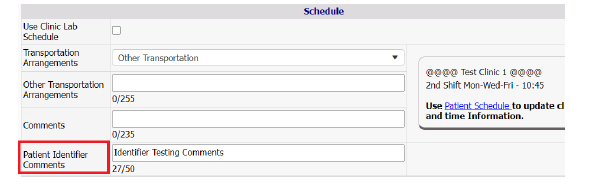 Schedule
Use Clinic Lab
Schedule
Transportation
Arrangements
Other Transportation
Other Transportation
Arrangements
0/255
Comments
0/235
Patient Identifier
Comments
Identifier Testing Comments
27/50
@@@@ Test Clinic 1 @@@@
2nd Shift Mon-Wed-Fri - 10:45
Use Patient Schedule to update cl
and time Information.